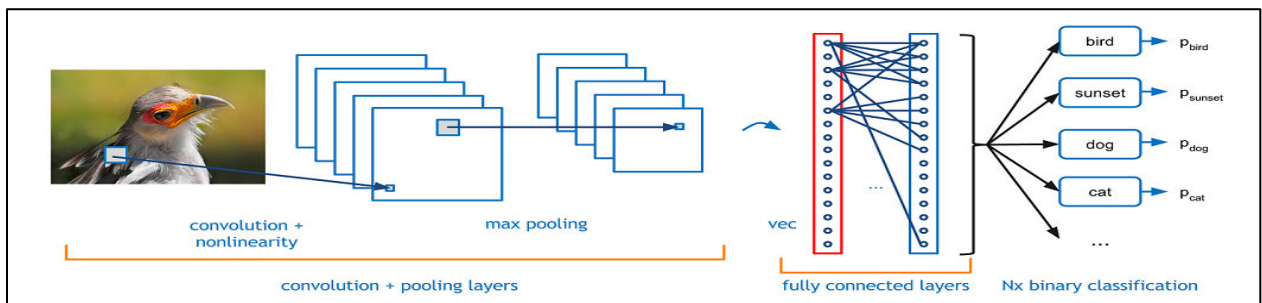 bird
p_bird
sunset
p_sunset
dog
p_dog
cat
p_cat
...
...
convolution +
nonlinearity
max pooling
vec
convolution + pooling layers
fully connected layers
Nx binary classification